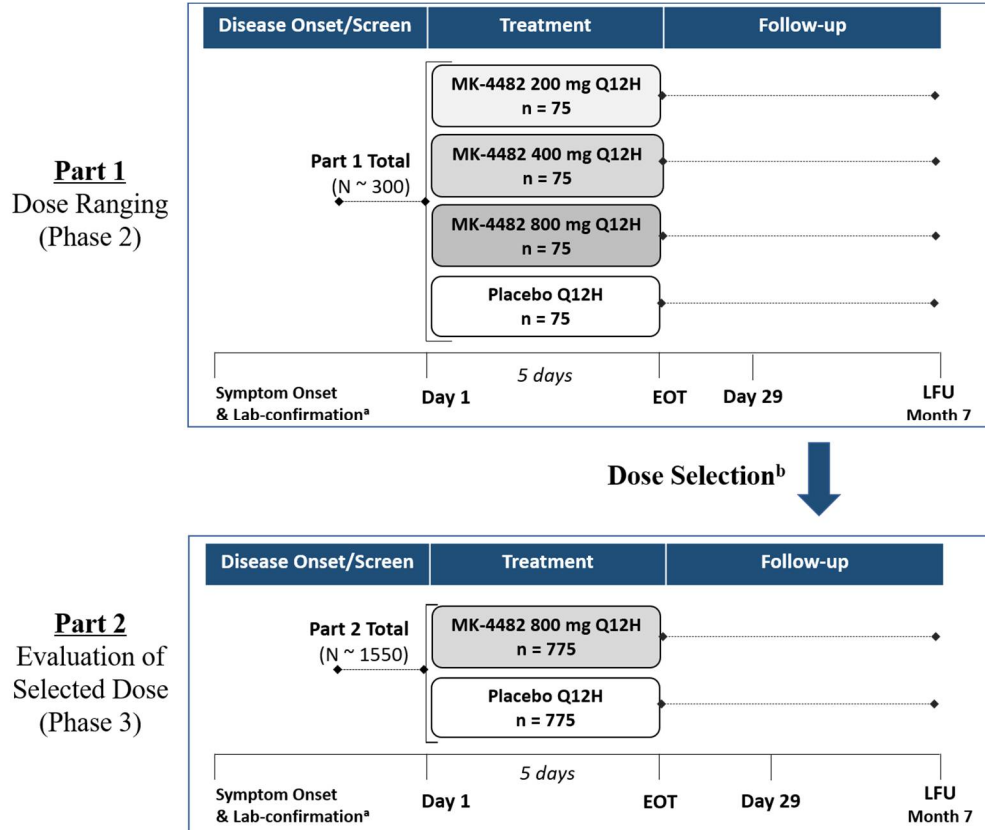 Disease Onset/Screen
Treatment
Follow-up
Part 1
Dose Ranging
(Phase 2)
Part 1 Total
(N ~ 300)
MK-4482 200 mg Q12H
n = 75
MK-4482 400 mg Q12H
n = 75
MK-4482 800 mg Q12H
n = 75
Placebo Q12H
n = 75
5 days
Symptom Onset
& Lab-confirmationᵃ
Day 1
EOT
Day 29
LFU
Month 7
Dose Selectionᵇ
Disease Onset/Screen
Treatment
Follow-up
Part 2
Evaluation of
Selected Dose
(Phase 3)
Part 2 Total
(N ~ 1550)
MK-4482 800 mg Q12H
n = 775
Placebo Q12H
n = 775
5 days
Symptom Onset
& Lab-confirmationᵃ
Day 1
EOT
Day 29
LFU
Month 7